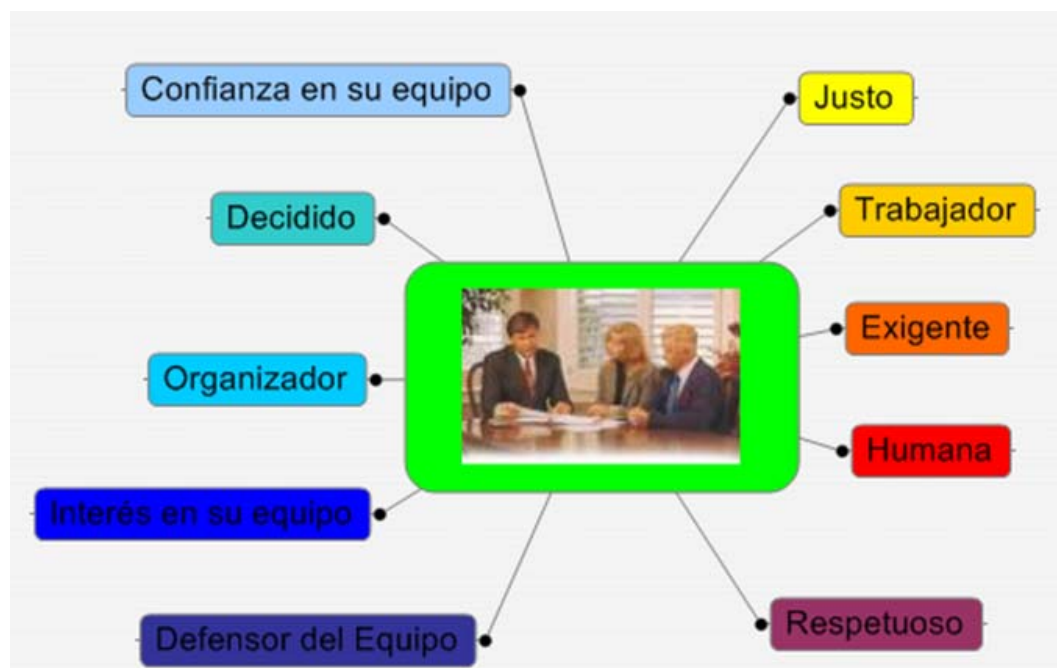 Confianza en su equipo
Justo
Decidido
Trabajador
Exigente
Organizador
Humana
Interés en su equipo
Defensor del Equipo
Respetuoso